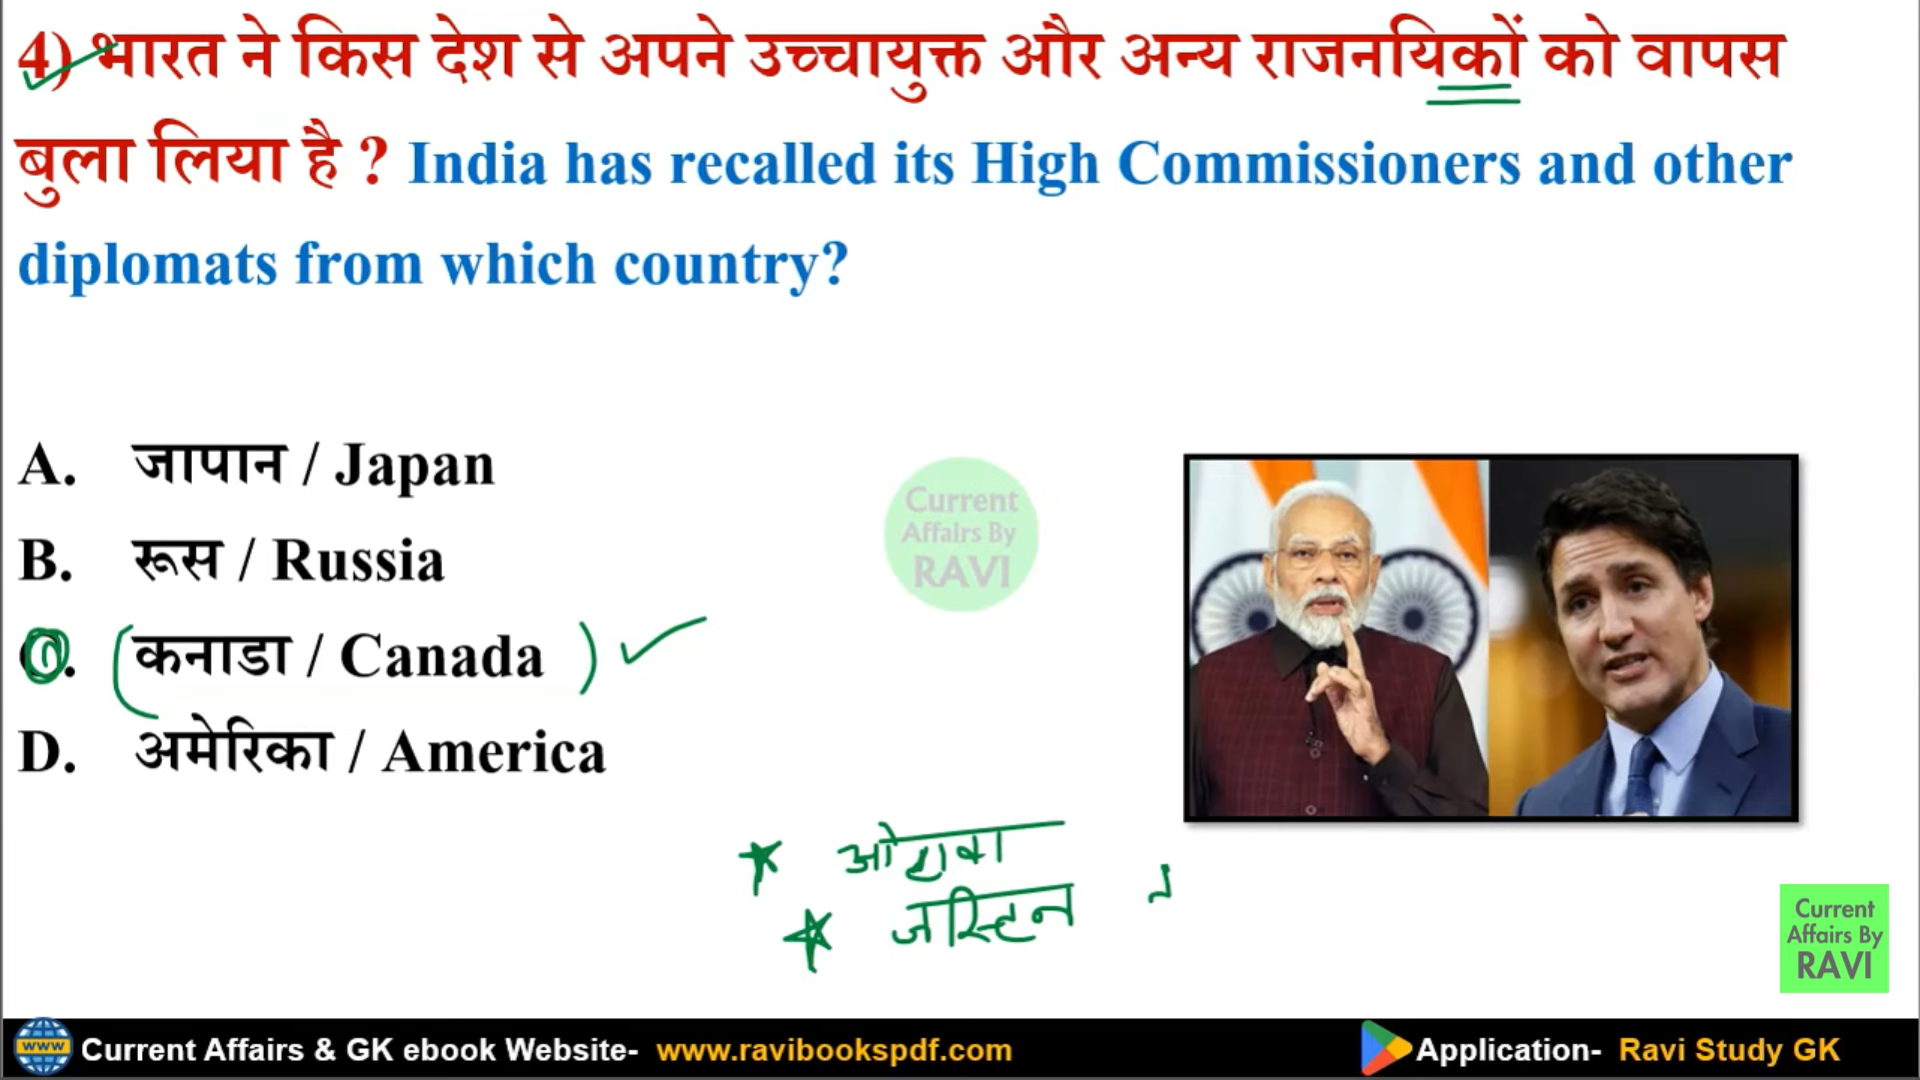 4) भारत ने किस देश से अपने उच्चायुक्त और अन्य राजनयिकों को वापस
बुला लिया है ? India has recalled its High Commissioners and other
diplomats from which country?
A. जापान / Japan
B. रूस / Russia
C. कनाडा / Canada
D. अमेरिका / America
Current
Affairs By
RAVI
ओटावा
जस्टिन
Current
Affairs By
RAVI
www Current Affairs & GK ebook Website- www.ravibookspdf.com Application- Ravi Study GK